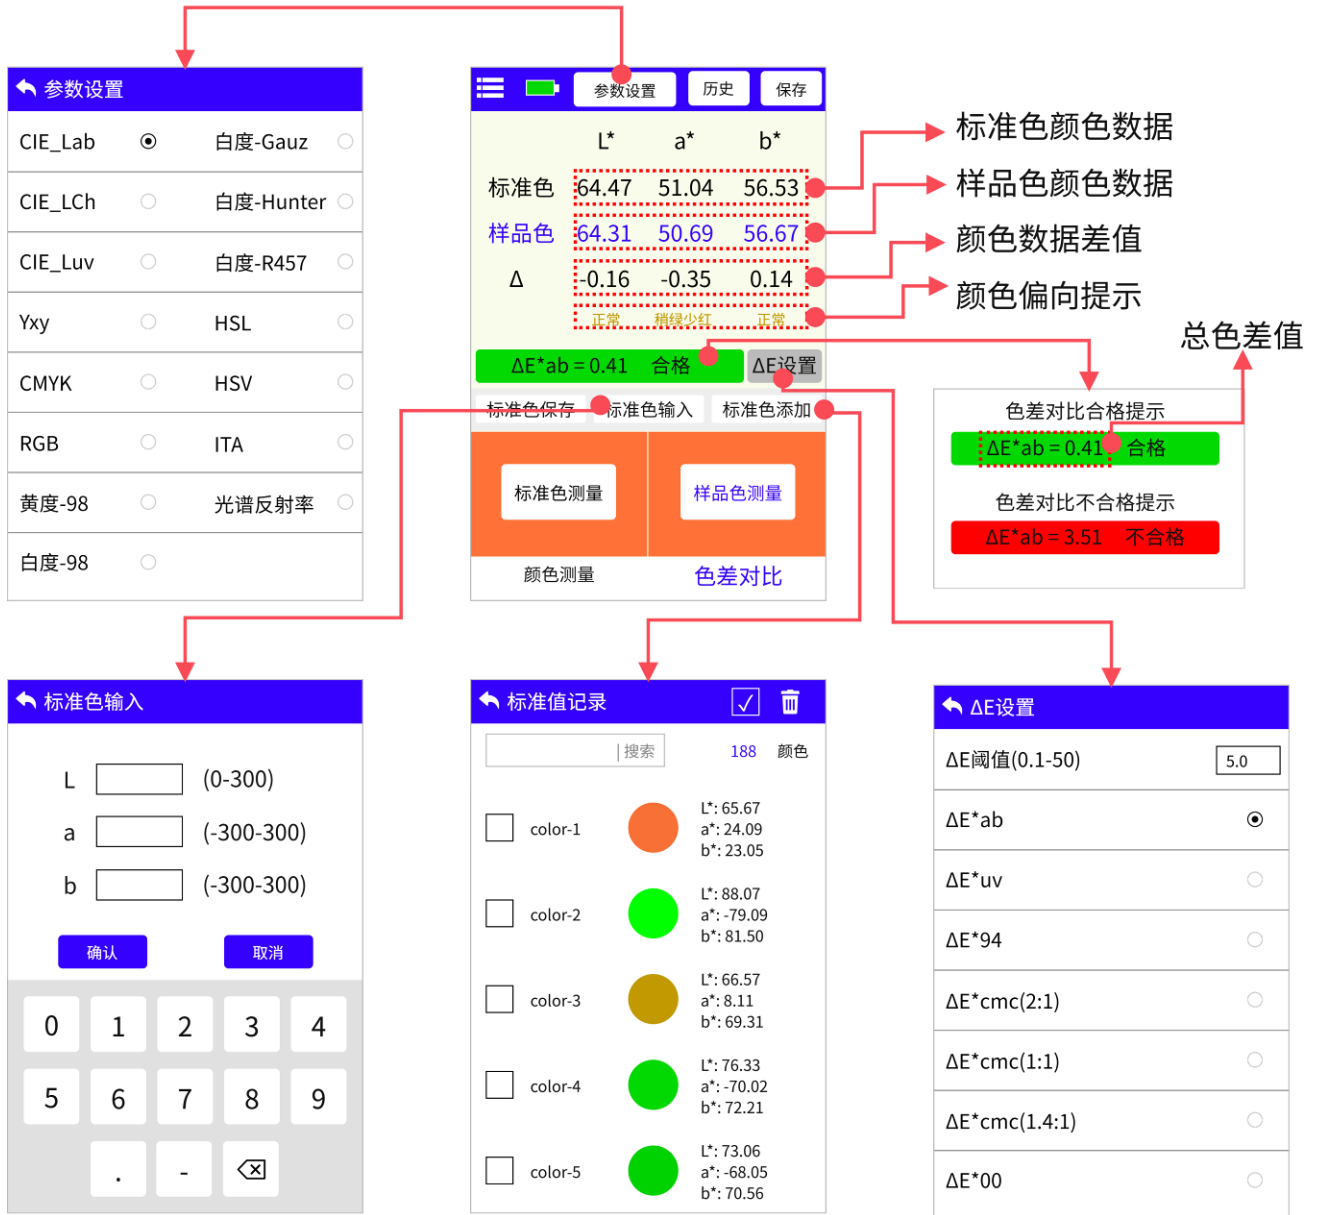 参数设置
CIE_Lab 白度-Gauz
CIE_LCh 白度-Hunter
CIE_Luv 白度-R457
Yxy HSL
CMYK HSV
RGB ITA
黄度-98 光谱反射率
白度-98
参数设置 历史 保存
L* a* b*
标准色 64.47 51.04 56.53
样品色 64.31 50.69 56.67
Δ -0.16 -0.35 0.14
正常 稍绿少红 正常
ΔE*ab = 0.41 合格 ΔE设置
标准色保存 标准色输入 标准色添加
标准色测量 样品色测量
颜色测量 色差对比
标准色颜色数据
样品色颜色数据
颜色数据差值
颜色偏向提示
总色差值
色差对比合格提示
ΔE*ab = 0.41 合格
色差对比不合格提示
ΔE*ab = 3.51 不合格
标准色输入
L (0-300)
a (-300-300)
b (-300-300)
确认 取消
0 1 2 3 4
5 6 7 8 9
. -
标准值记录
搜索 188 颜色
color-1
L*: 65.67
a*: 24.09
b*: 23.05
color-2
L*: 88.07
a*: -79.09
b*: 81.50
color-3
L*: 66.57
a*: 8.11
b*: 69.31
color-4
L*: 76.33
a*: -70.02
b*: 72.21
color-5
L*: 73.06
a*: -68.05
b*: 70.56
ΔE设置
ΔE阈值(0.1-50) 5.0
ΔE*ab
ΔE*uv
ΔE*94
ΔE*cmc(2:1)
ΔE*cmc(1:1)
ΔE*cmc(1.4:1)
ΔE*00